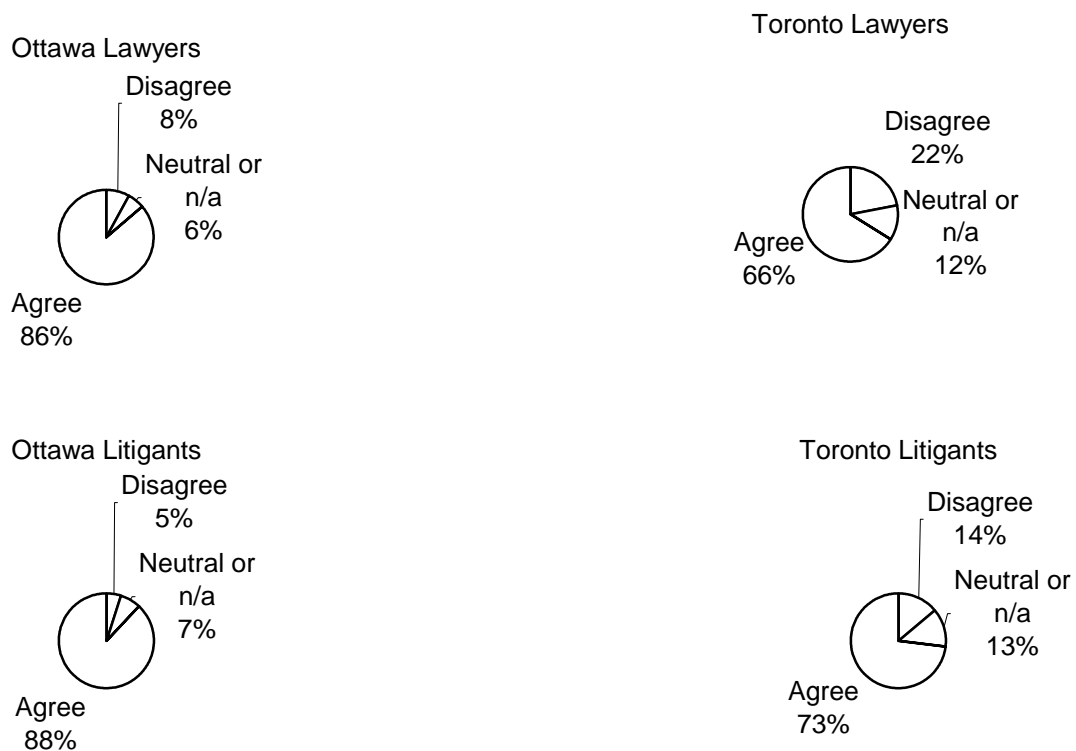 Ottawa Lawyers
Disagree
8%
Neutral or
n/a
6%
Agree
86%
Toronto Lawyers
Disagree
22%
Neutral or
n/a
12%
Agree
66%
Ottawa Litigants
Disagree
5%
Neutral or
n/a
7%
Agree
88%
Toronto Litigants
Disagree
14%
Neutral or
n/a
13%
Agree
73%